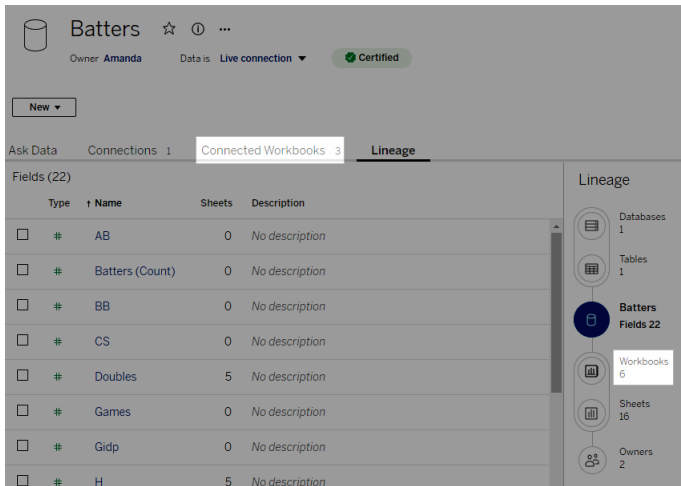 Batters
Owner Amanda Data is Live connection Certified
New
Ask Data Connections 1 Connected Workbooks 3 Lineage
Fields (22)
Type ↑ Name Sheets Description
# AB 0 No description
# Batters (Count) 0 No description
# BB 0 No description
# CS 0 No description
# Doubles 5 No description
# Games 0 No description
# Gidp 0 No description
# H 5 No description
Lineage
Databases
1
Tables
1
Batters
Fields 22
Workbooks
6
Sheets
16
Owners
2